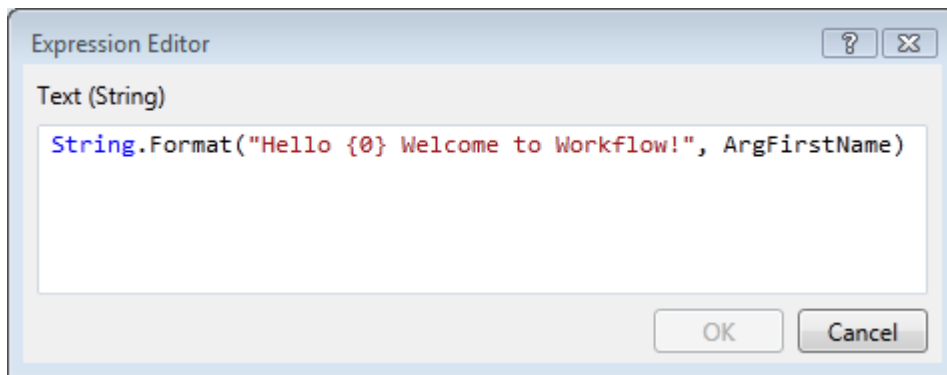 Expression Editor
Text (String)
String.Format("Hello {0} Welcome to Workflow!", ArgFirstName)
OK
Cancel